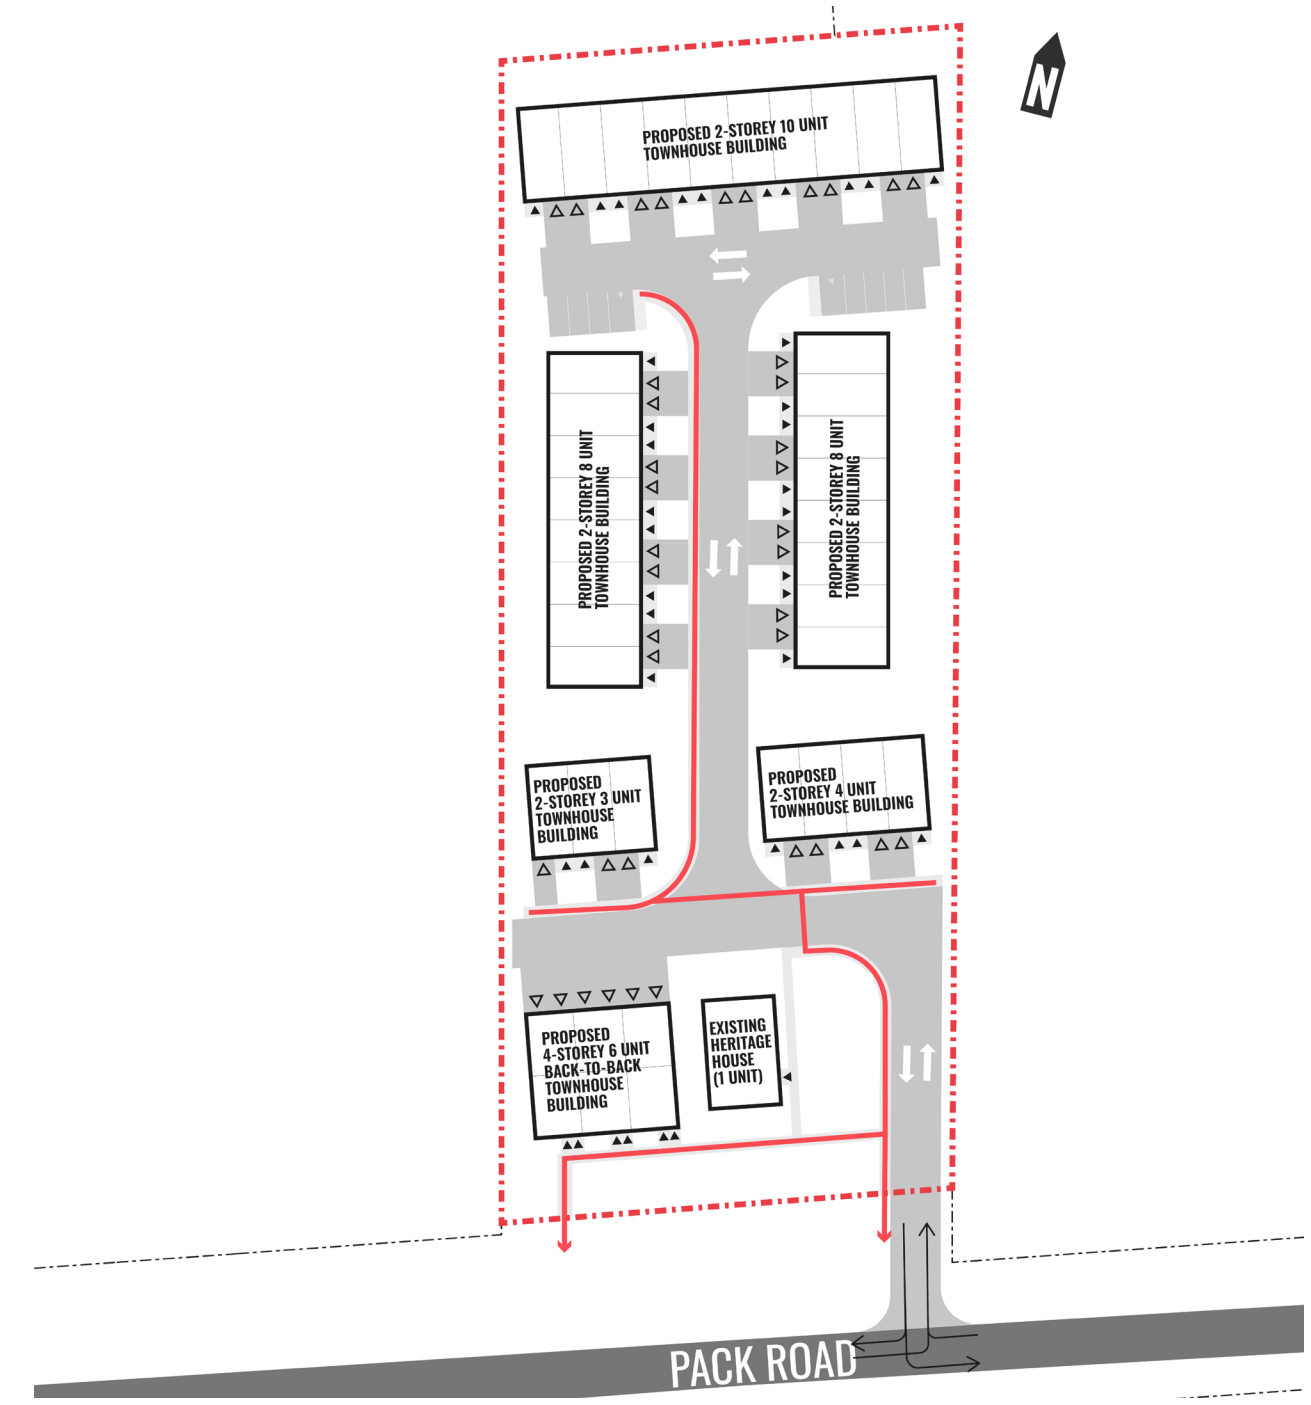 N
PROPOSED 2-STOREY 10 UNIT
TOWNHOUSE BUILDING
PROPOSED 2-STOREY 8 UNIT
TOWNHOUSE BUILDING
PROPOSED 2-STOREY 8 UNIT
TOWNHOUSE BUILDING
PROPOSED
2-STOREY 3 UNIT
TOWNHOUSE
BUILDING
PROPOSED
2-STOREY 4 UNIT
TOWNHOUSE BUILDING
PROPOSED
4-STOREY 6 UNIT
BACK-TO-BACK
TOWNHOUSE
BUILDING
EXISTING
HERITAGE
HOUSE
(1 UNIT)
PACK ROAD